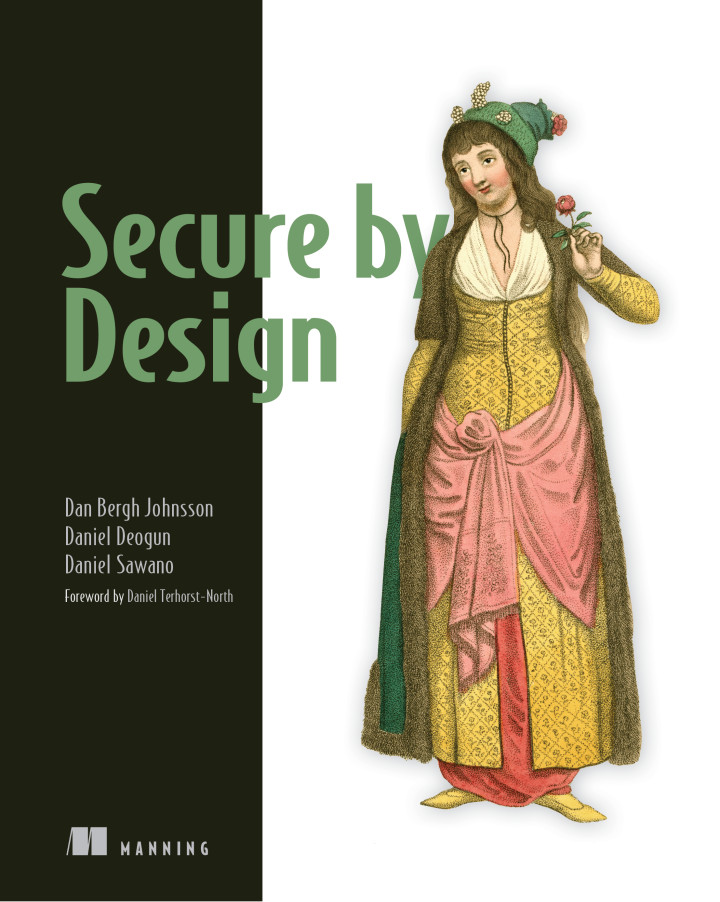 Secure by
Design
Dan Bergh Johnsson
Daniel Deogun
Daniel Sawano
Foreword by Daniel Terhorst-North
MANNING